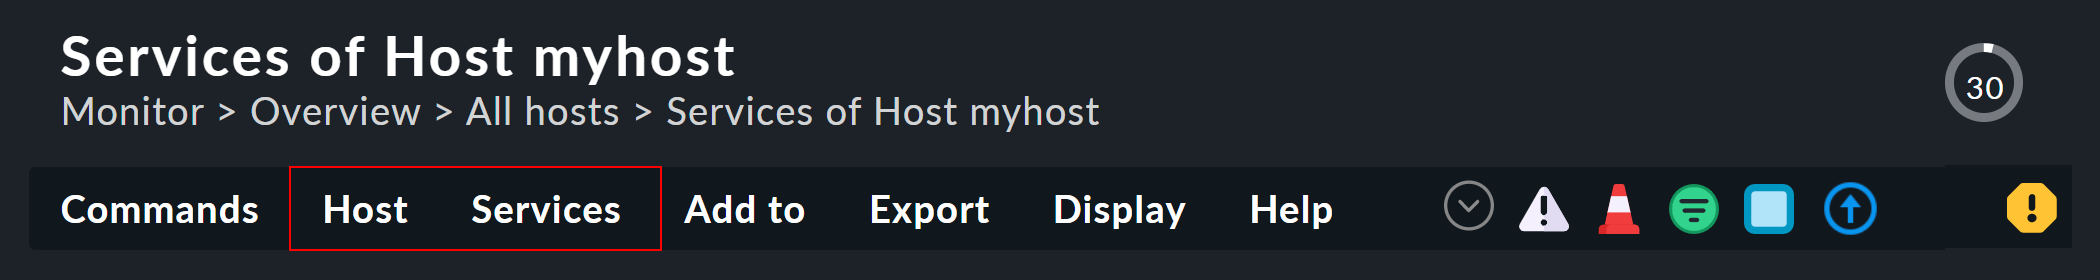 Services of Host myhost
Monitor > Overview > All hosts > Services of Host myhost
30
Commands Host Services Add to Export Display Help